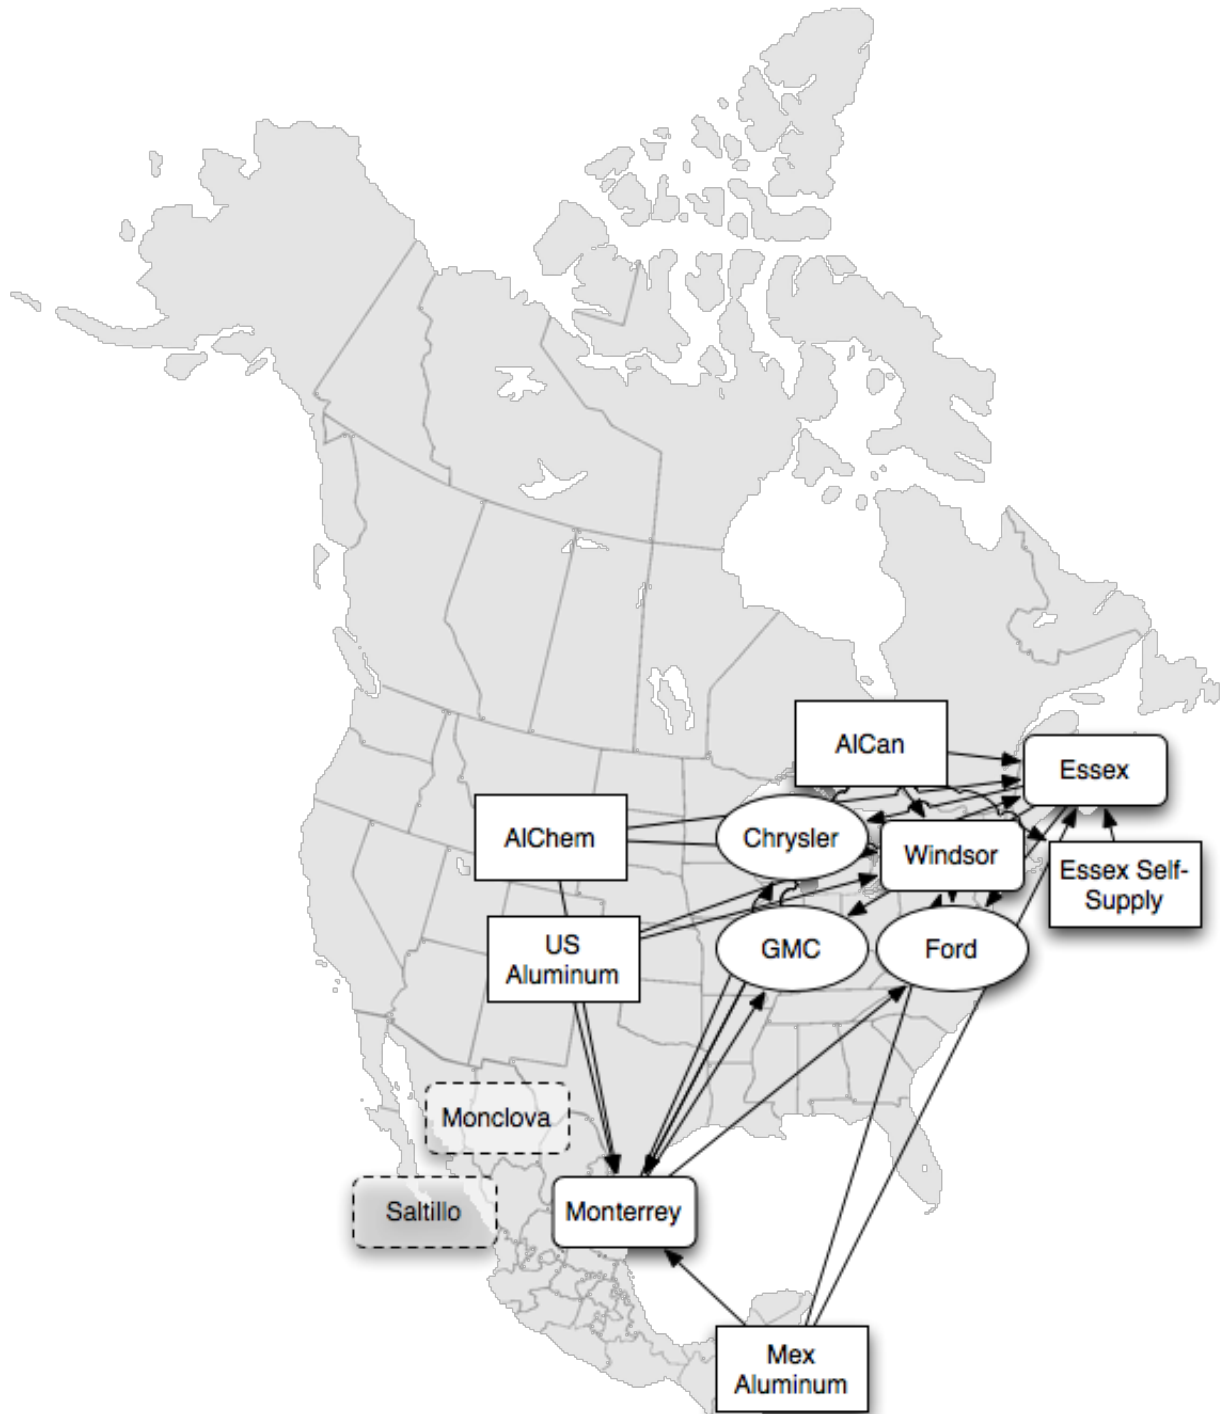 AlCan
Essex
AlChem
Chrysler
Windsor
Essex Self-
Supply
US
Aluminum
GMC
Ford
Monclova
Saltillo
Monterrey
Mex
Aluminum